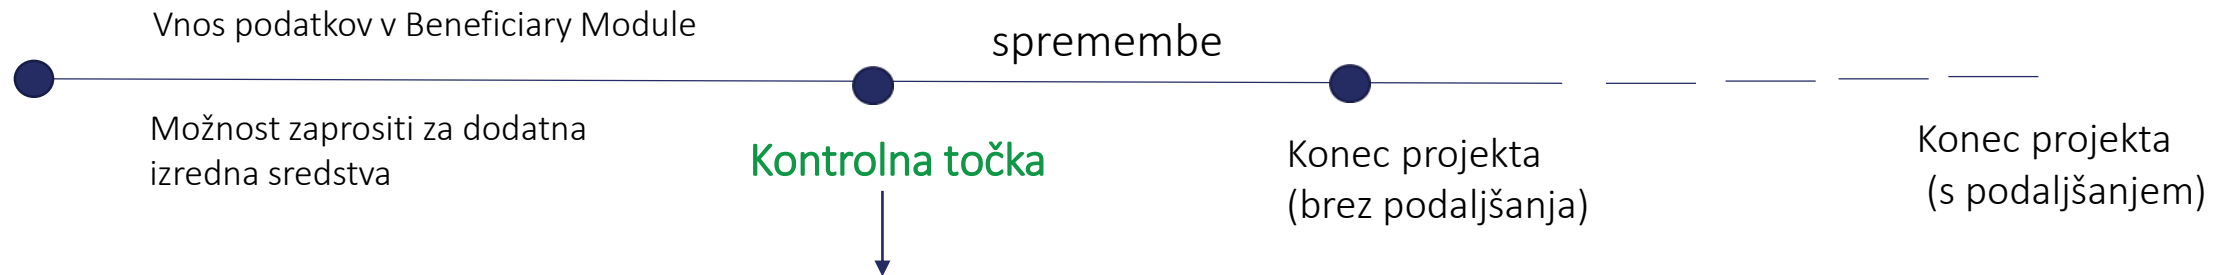 Vnos podatkov v Beneficiary Module
spremembe
Možnost zaprositi za dodatna
izredna sredstva
Kontrolna točka
Konec projekta
(brez podaljšanja)
Konec projekta
(s podaljšanjem)